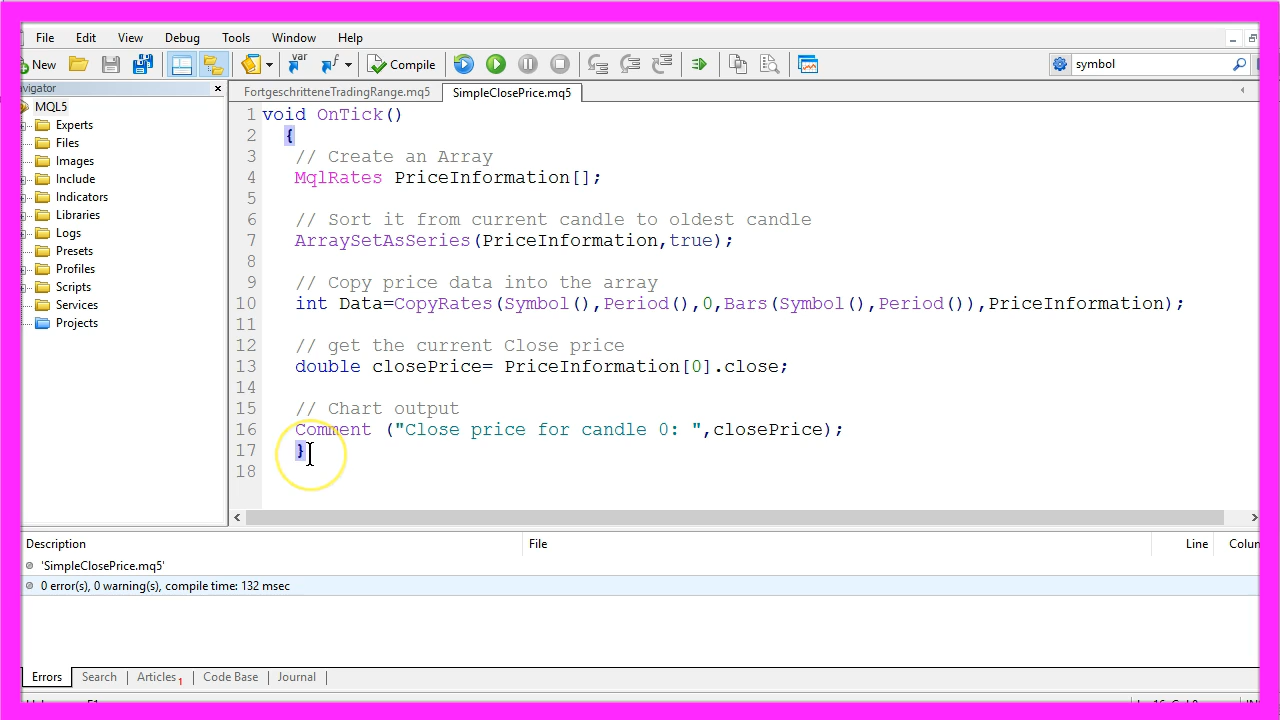 File Edit View Debug Tools Window Help
New Compile symbol
avigator
FortgeschritteneTradingRange.mq5 SimpleClosePrice.mq5
MQL5
Experts
Files
Images
Include
Indicators
Libraries
Logs
Presets
Profiles
Scripts
Services
Projects
1 void OnTick()
2 {
3 // Create an Array
4 MqlRates PriceInformation[];
5
6 // Sort it from current candle to oldest candle
7 ArraySetAsSeries(PriceInformation,true);
8
9 // Copy price data into the array
10 int Data=CopyRates(Symbol(),Period(),0,Bars(Symbol(),Period()),PriceInformation);
11
12 // get the current Close price
13 double closePrice= PriceInformation[0].close;
14
15 // Chart output
16 Comment ("Close price for candle 0: ",closePrice);
17 }
18
Description File Line Colun
'SimpleClosePrice.mq5'
0 error(s), 0 warning(s), compile time: 132 msec
Errors Search Articles 1 Code Base Journal